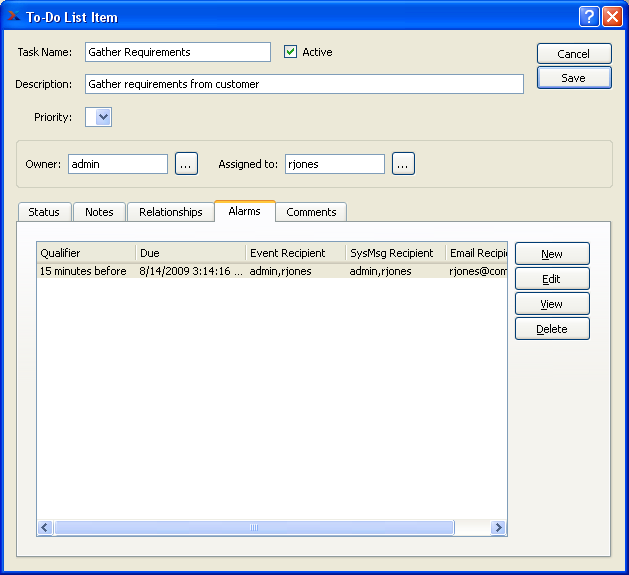 To-Do List Item
Task Name: Gather Requirements Active Cancel
Save
Description: Gather requirements from customer
Priority:
Owner: admin ... Assigned to: rjones ...
Status Notes Relationships Alarms Comments
Qualifier Due Event Recipient SysMsg Recipient Email Recipie
15 minutes before 8/14/2009 3:14:16 ... admin,rjones admin,rjones rjones@com
New
Edit
View
Delete